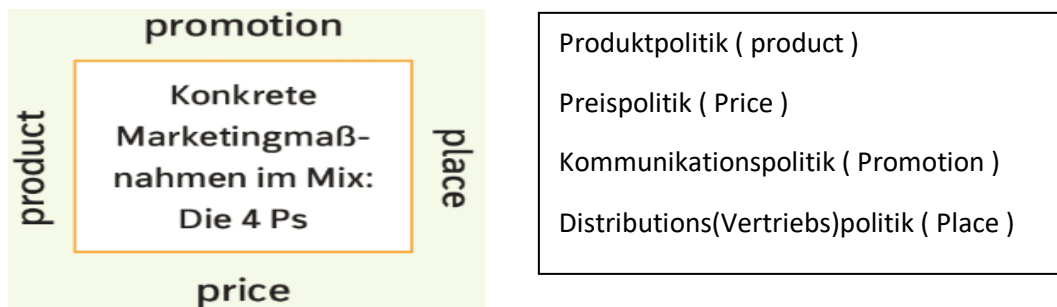 promotion
product
Konkrete
Marketingmaß-
nahmen im Mix:
Die 4 Ps
place
price
Produktpolitik ( product )
Preispolitik ( Price )
Kommunikationspolitik ( Promotion )
Distributions(Vertriebs)politik ( Place )